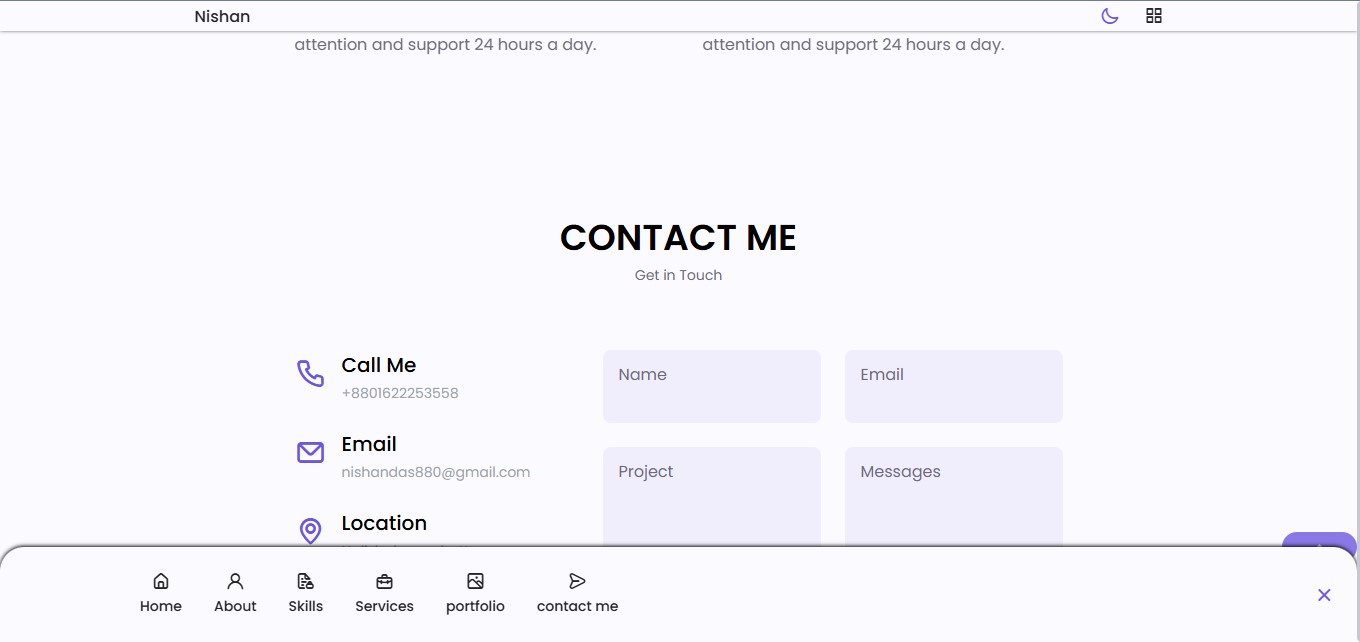 Nishan
attention and support 24 hours a day.
attention and support 24 hours a day.
CONTACT ME
Get in Touch
Call Me
+8801622253558
Email
nishandas880@gmail.com
Location
Name
Email
Project
Messages
Home
About
Skills
Services
portfolio
contact me